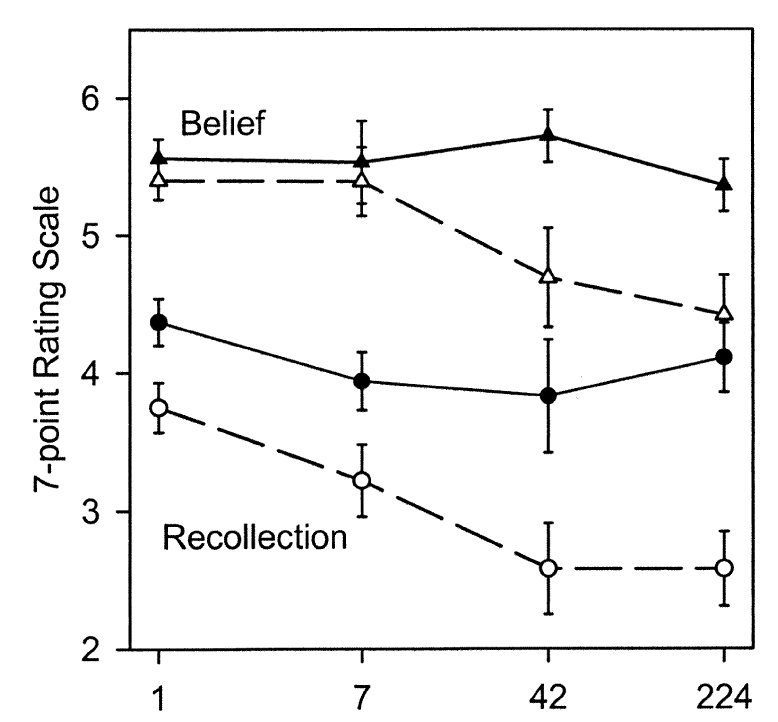 6
Belief
5
7-point Rating Scale
4
3
Recollection
2
1 7 42 224